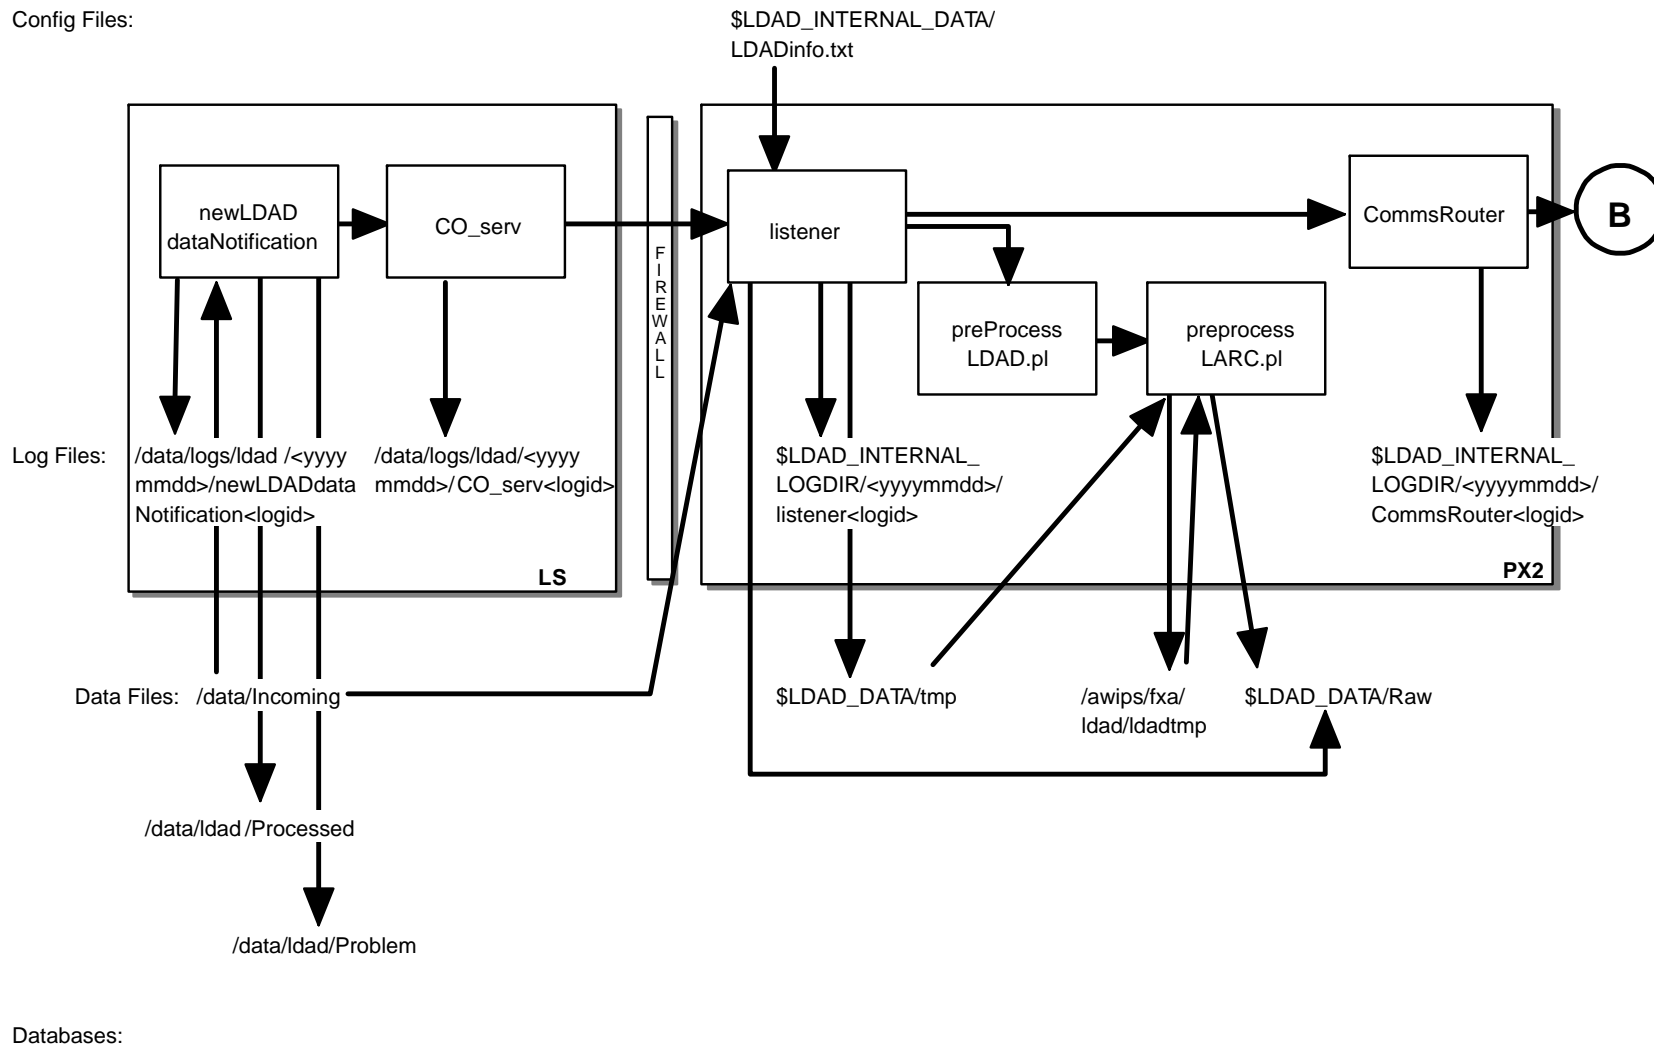 Config Files:
$LDAD_INTERNAL_DATA/
LDADinfo.txt
newLDAD
dataNotification
CO_serv
FIREWALL
listener
CommsRouter
B
preProcess
LDAD.pl
preprocess
LARC.pl
Log Files:
/data/logs/ldad /<yyyy
mmdd>/newLDADdata
Notification<logid>
/data/logs/ldad/<yyyy
mmdd>/CO_serv<logid>
$LDAD_INTERNAL_
LOGDIR/<yyyymmdd>/
listener<logid>
$LDAD_INTERNAL_
LOGDIR/<yyyymmdd>/
CommsRouter<logid>
LS
PX2
Data Files:
/data/Incoming
$LDAD_DATA/tmp
/awips/fxa/
ldad/ldadtmp
$LDAD_DATA/Raw
/data/ldad /Processed
/data/ldad/Problem
Databases: